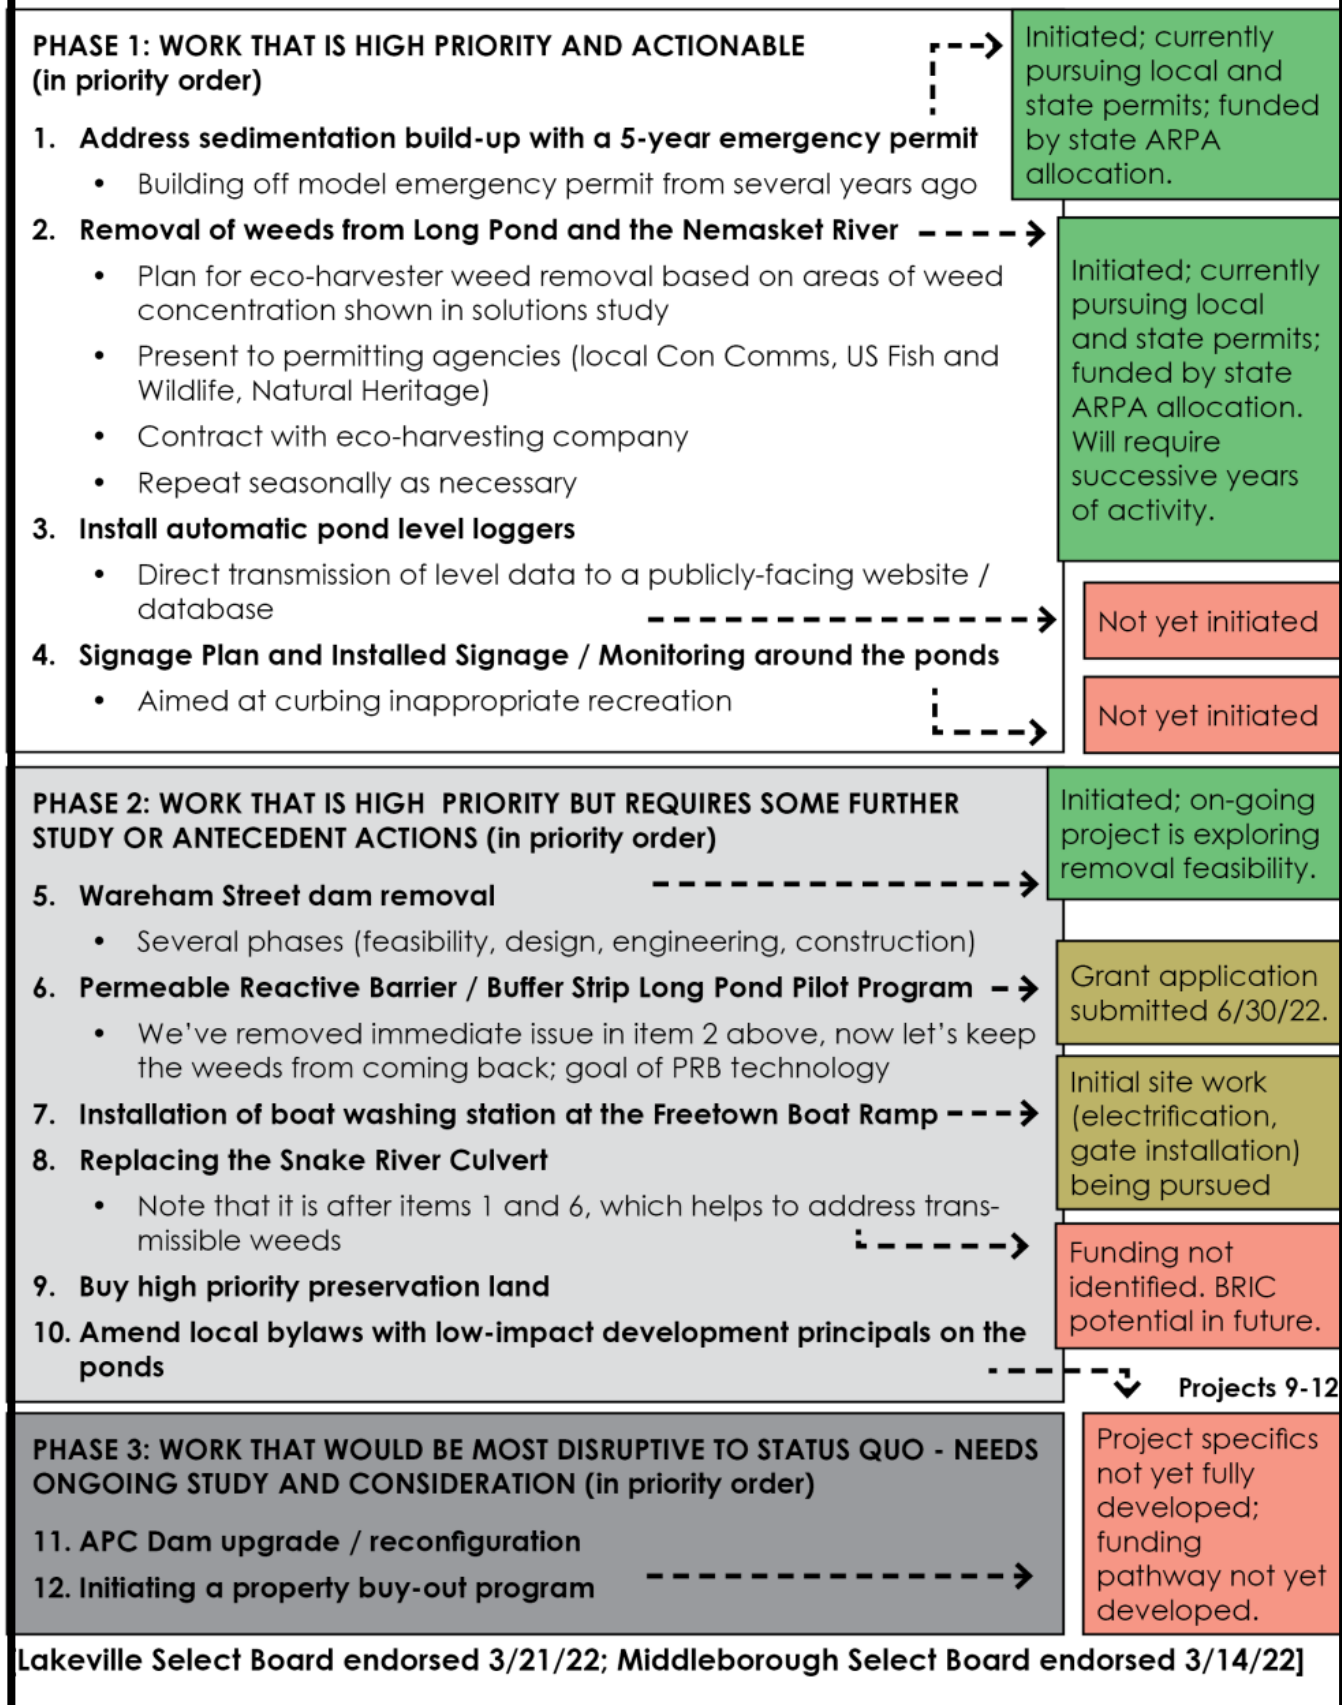 PHASE 1: WORK THAT IS HIGH PRIORITY AND ACTIONABLE
(in priority order)
1. Address sedimentation build-up with a 5-year emergency permit
• Building off model emergency permit from several years ago
Initiated; currently
pursuing local and
state permits; funded
by state ARPA
allocation.
2. Removal of weeds from Long Pond and the Nemasket River
• Plan for eco-harvester weed removal based on areas of weed
concentration shown in solutions study
• Present to permitting agencies (local Con Comms, US Fish and
Wildlife, Natural Heritage)
• Contract with eco-harvesting company
• Repeat seasonally as necessary
Initiated; currently
pursuing local
and state permits;
funded by state
ARPA allocation.
Will require
successive years
of activity.
3. Install automatic pond level loggers
• Direct transmission of level data to a publicly-facing website /
database
Not yet initiated
4. Signage Plan and Installed Signage / Monitoring around the ponds
• Aimed at curbing inappropriate recreation
Not yet initiated
PHASE 2: WORK THAT IS HIGH PRIORITY BUT REQUIRES SOME FURTHER
STUDY OR ANTECEDENT ACTIONS (in priority order)
5. Wareham Street dam removal
• Several phases (feasibility, design, engineering, construction)
Initiated; on-going
project is exploring
removal feasibility.
6. Permeable Reactive Barrier / Buffer Strip Long Pond Pilot Program
• We've removed immediate issue in item 2 above, now let's keep
the weeds from coming back; goal of PRB technology
Grant application
submitted 6/30/22.
7. Installation of boat washing station at the Freetown Boat Ramp
Initial site work
(electrification,
gate installation)
being pursued
8. Replacing the Snake River Culvert
• Note that it is after items 1 and 6, which helps to address trans-
missible weeds
Funding not
identified. BRIC
potential in future.
9. Buy high priority preservation land
10. Amend local bylaws with low-impact development principals on the
ponds
Projects 9-12
PHASE 3: WORK THAT WOULD BE MOST DISRUPTIVE TO STATUS QUO - NEEDS
ONGOING STUDY AND CONSIDERATION (in priority order)
11. APC Dam upgrade / reconfiguration
12. Initiating a property buy-out program
Project specifics
not yet fully
developed;
funding
pathway not yet
developed.
[Lakeville Select Board endorsed 3/21/22; Middleborough Select Board endorsed 3/14/22]